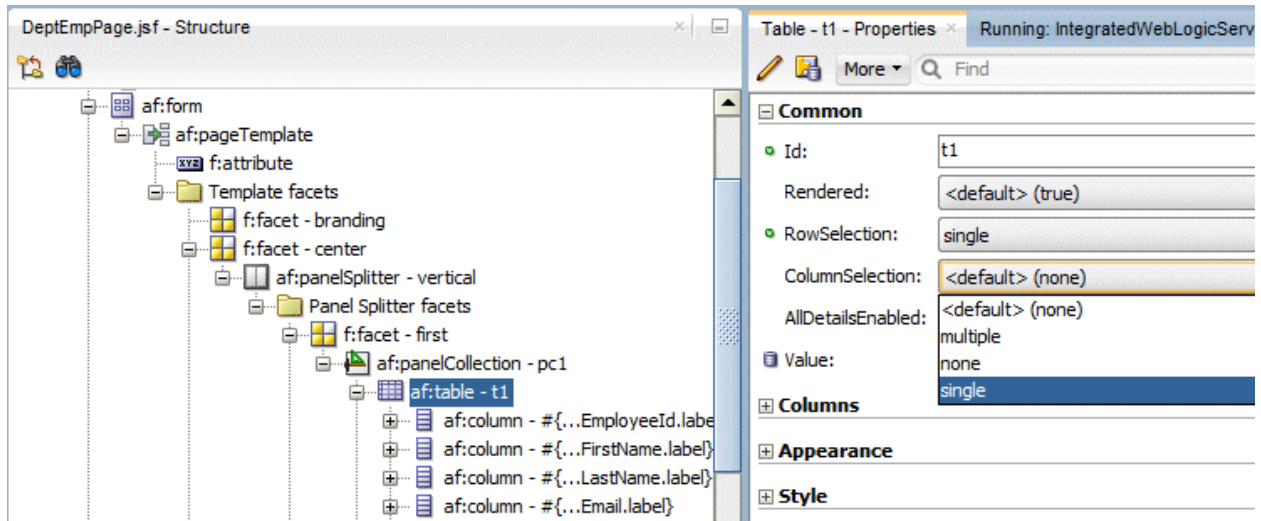 DeptEmpPage.jsf - Structure
af:form
af:pageTemplate
xyz f:attribute
Template facets
f:facet - branding
f:facet - center
af:panelSplitter - vertical
Panel Splitter facets
f:facet - first
af:panelCollection - pc1
af:table - t1
af:column - #{...EmployeeId.labe
af:column - #{...FirstName.label}
af:column - #{...LastName.label}
af:column - #{...Email.label}
Table - t1 - Properties
Running: IntegratedWebLogicServ
More
Find
Common
Id: t1
Rendered: <default> (true)
RowSelection: single
ColumnSelection: <default> (none)
<default> (none)
AllDetailsEnabled:
multiple
Value:
none
single
Columns
Appearance
Style